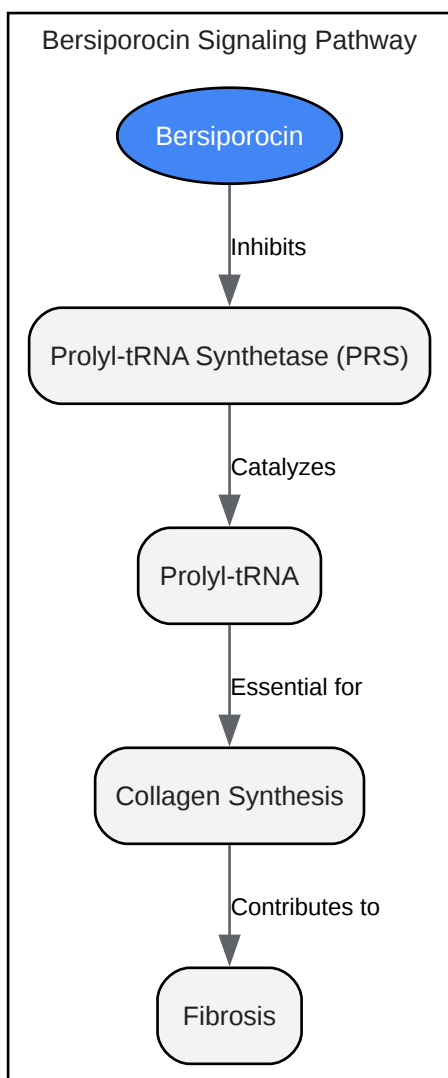 Bersiporocin Signaling Pathway
Bersiporocin
Inhibits
Prolyl-tRNA Synthetase (PRS)
Catalyzes
Prolyl-tRNA
Essential for
Collagen Synthesis
Contributes to
Fibrosis